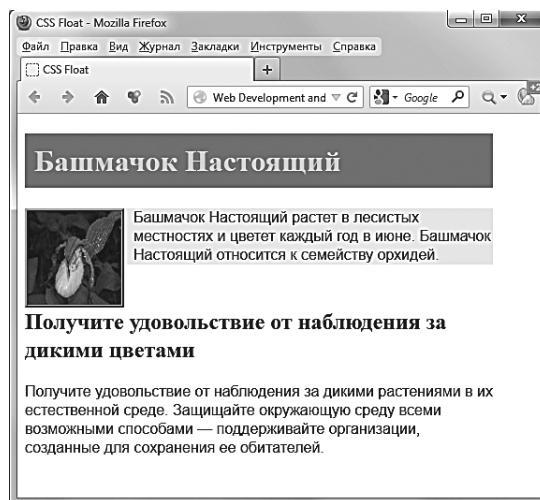 CSS Float - Mozilla Firefox
Файл Правка Вид Журнал Закладки Инструменты Справка
CSS Float
Web Development and
Google
Башмачок Настоящий
Башмачок Настоящий растет в лесистых
местностях и цветет каждый год в июне. Башмачок
Настоящий относится к семейству орхидей.
Получите удовольствие от наблюдения за
дикими цветами
Получите удовольствие от наблюдения за дикими растениями в их
естественной среде. Защищайте окружающую среду всеми
возможными способами — поддерживайте организации,
созданные для сохранения ее обитателей.